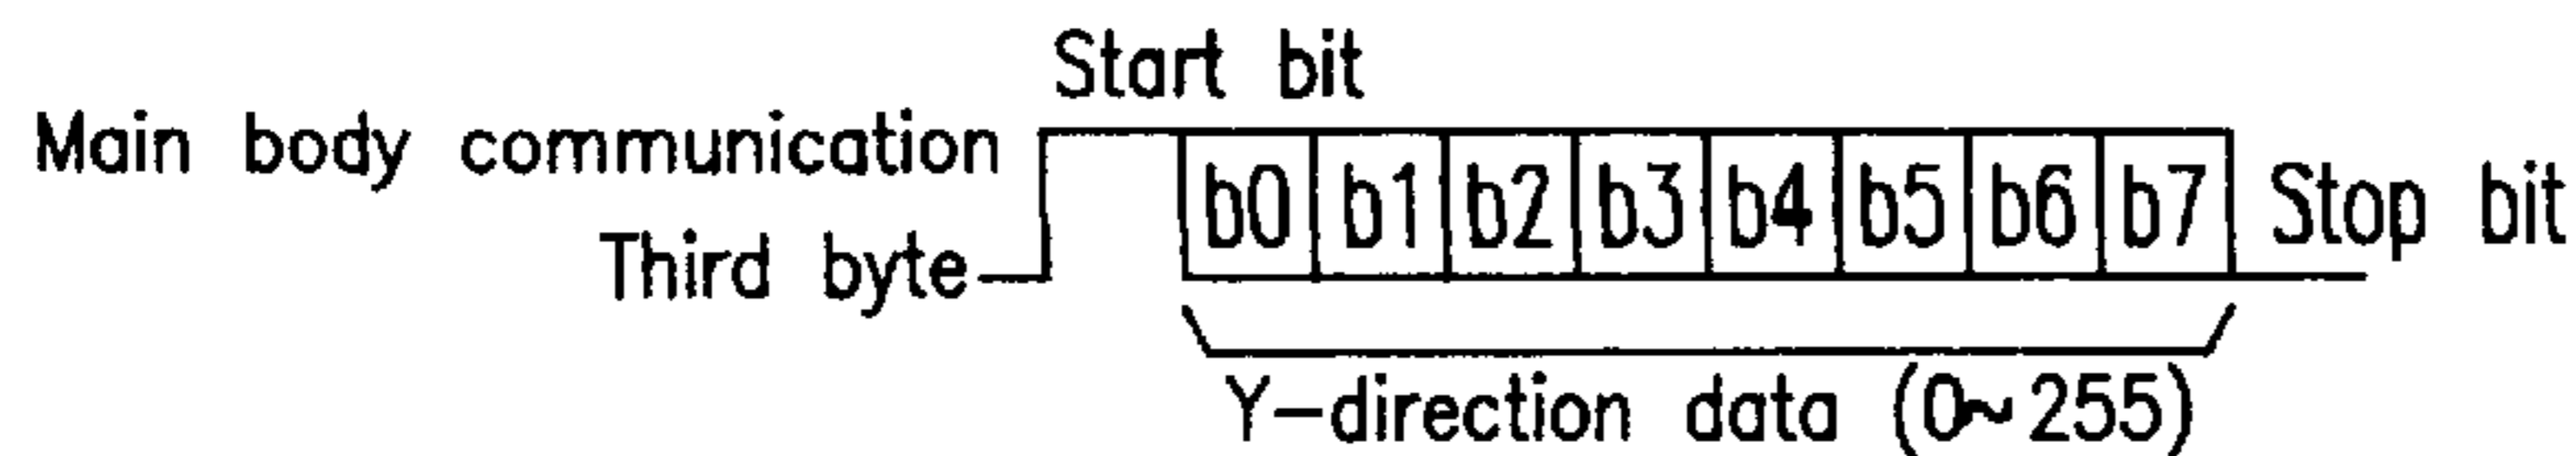 Start bit
Main body communication
Third byte
b0 b1 b2 b3 b4 b5 b6 b7 Stop bit
Y-direction data (0~255)